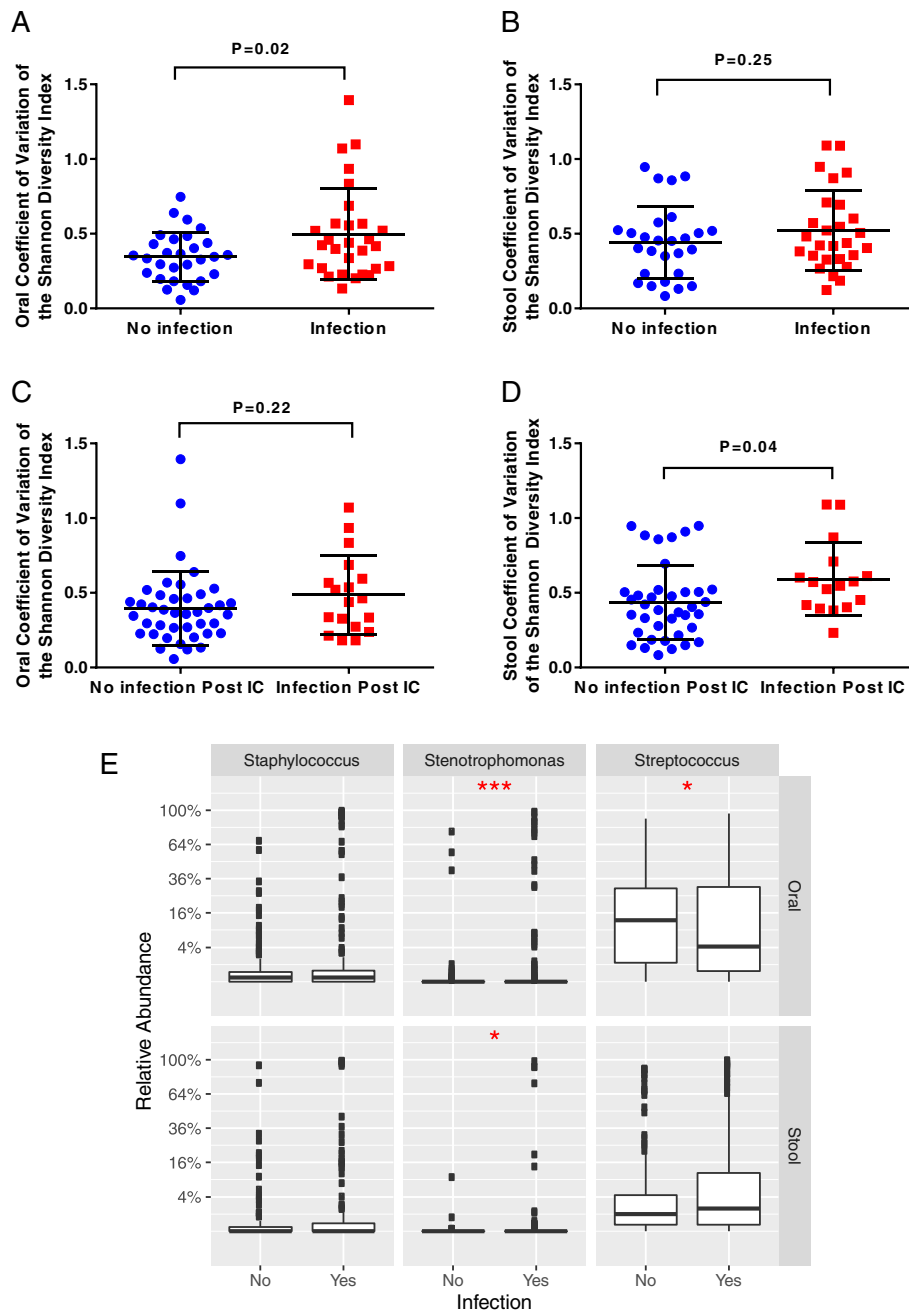 A
P=0.02
Oral Coefficient of Variation of
the Shannon Diversity Index
1.5
1.0
0.5
0.0
No infection
Infection
B
P=0.25
Stool Coefficient of Variation of
the Shannon Diversity Index
1.5
1.0
0.5
0.0
No infection
Infection
C
P=0.22
Oral Coefficient of Variation of
the Shannon Diversity Index
1.5
1.0
0.5
0.0
No infection Post IC
Infection Post IC
D
P=0.04
Stool Coefficient of Variation
of the Shannon Diversity Index
1.5
1.0
0.5
0.0
No infection Post IC
Infection Post IC
E
Staphylococcus
Stenotrophomonas
Streptococcus
***
*
100%
64%
36%
16%
4%
Oral
Relative Abundance
*
100%
64%
36%
16%
4%
Stool
No
Yes
No
Yes
No
Yes
Infection